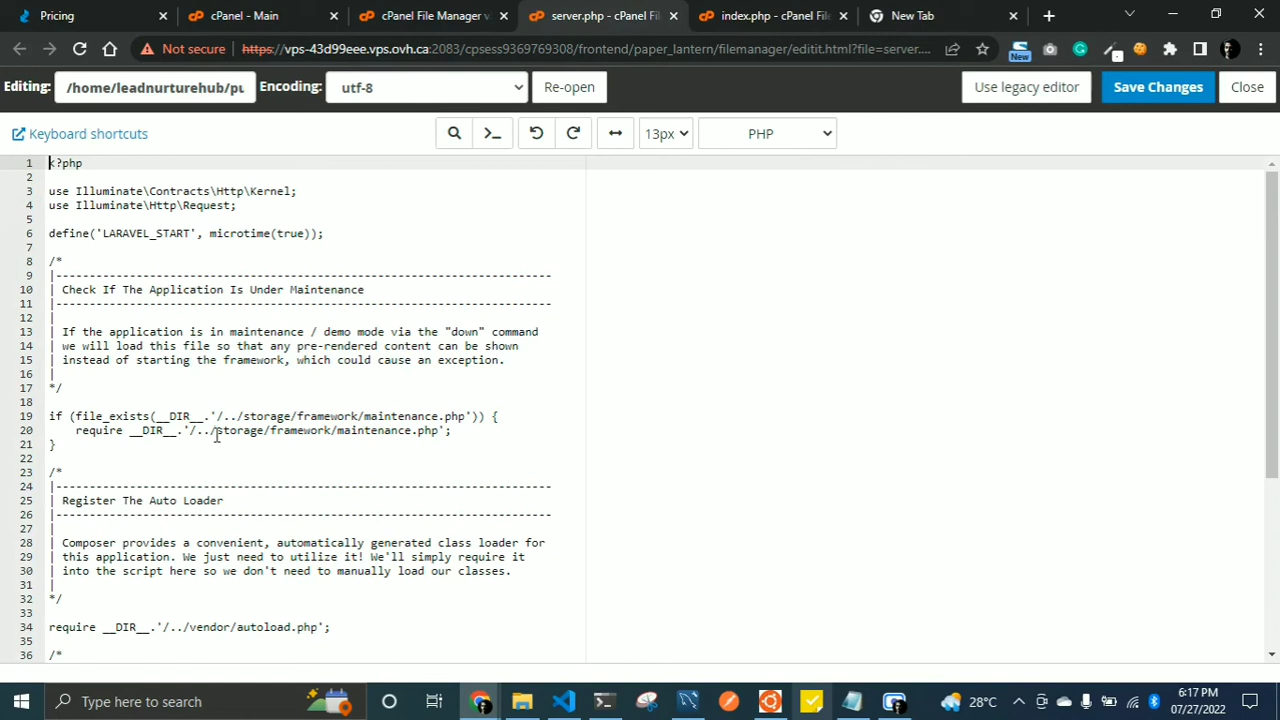 Pricing
cPanel - Main
cPanel File Manager v
server.php - cPanel Fi
index.php - cPanel File
New Tab
Not secure
https://vps-43d99eee.vps.ovh.ca:2083/cpsess9369769308/frontend/paper_lantern/filemanager/editit.html?file=server....
New
Editing:
/home/leadnurturehub/pu
Encoding:
utf-8
Re-open
Use legacy editor
Save Changes
Close
Keyboard shortcuts
13px
PHP
1 <?php
2
3 use Illuminate\Contracts\Http\Kernel;
4 use Illuminate\Http\Request;
5
6 define('LARAVEL_START', microtime(true));
7
8 /*
9 |--------------------------------------------------------------------------
10 | Check If The Application Is Under Maintenance
11 |--------------------------------------------------------------------------
12 |
13 | If the application is in maintenance / demo mode via the "down" command
14 | we will load this file so that any pre-rendered content can be shown
15 | instead of starting the framework, which could cause an exception.
16 |
17 */
18
19 if (file_exists(__DIR__.'/../storage/framework/maintenance.php')) {
20 require __DIR__.'/../storage/framework/maintenance.php';
21 }
22
23 /*
24 |--------------------------------------------------------------------------
25 | Register The Auto Loader
26 |--------------------------------------------------------------------------
27 |
28 | Composer provides a convenient, automatically generated class loader for
29 | this application. We just need to utilize it! We'll simply require it
30 | into the script here so we don't need to manually load our classes.
31 |
32 */
33
34 require __DIR__.'/../vendor/autoload.php';
35
36 /*
Type here to search
28°C
6:17 PM
07/27/2022